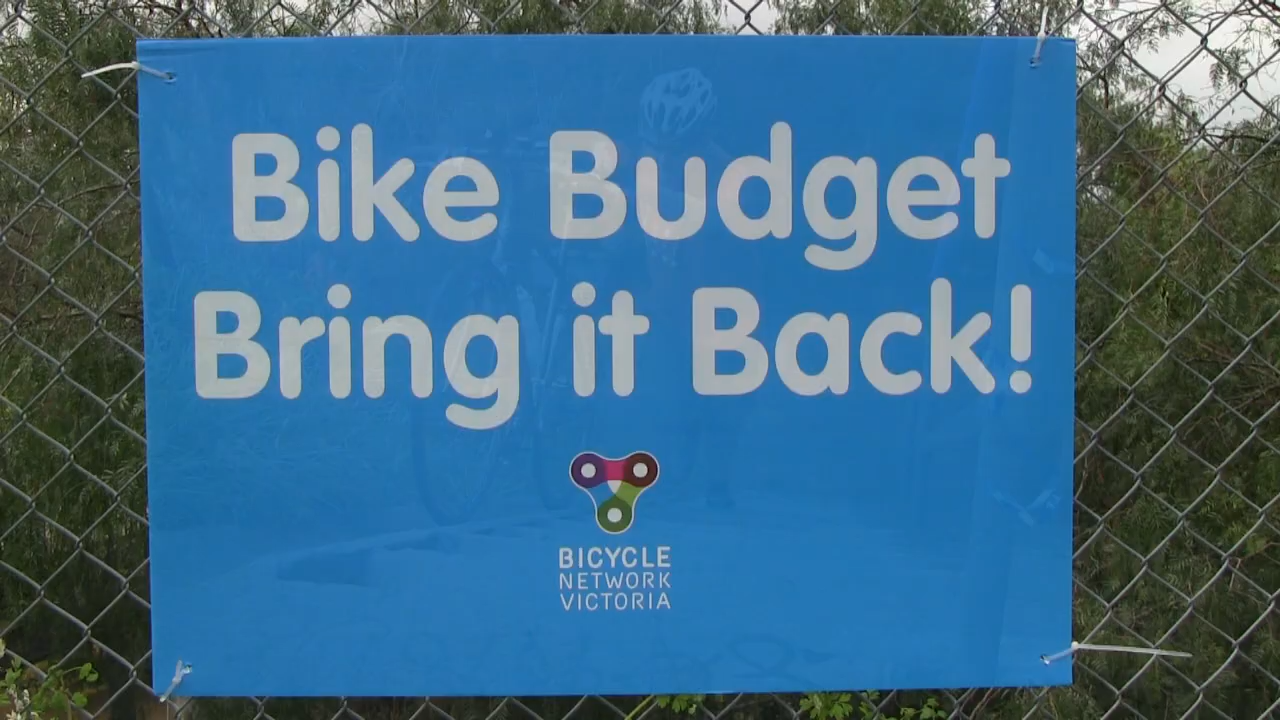 Bike Budget
Bring it Back!
BICYCLE
NETWORK
VICTORIA